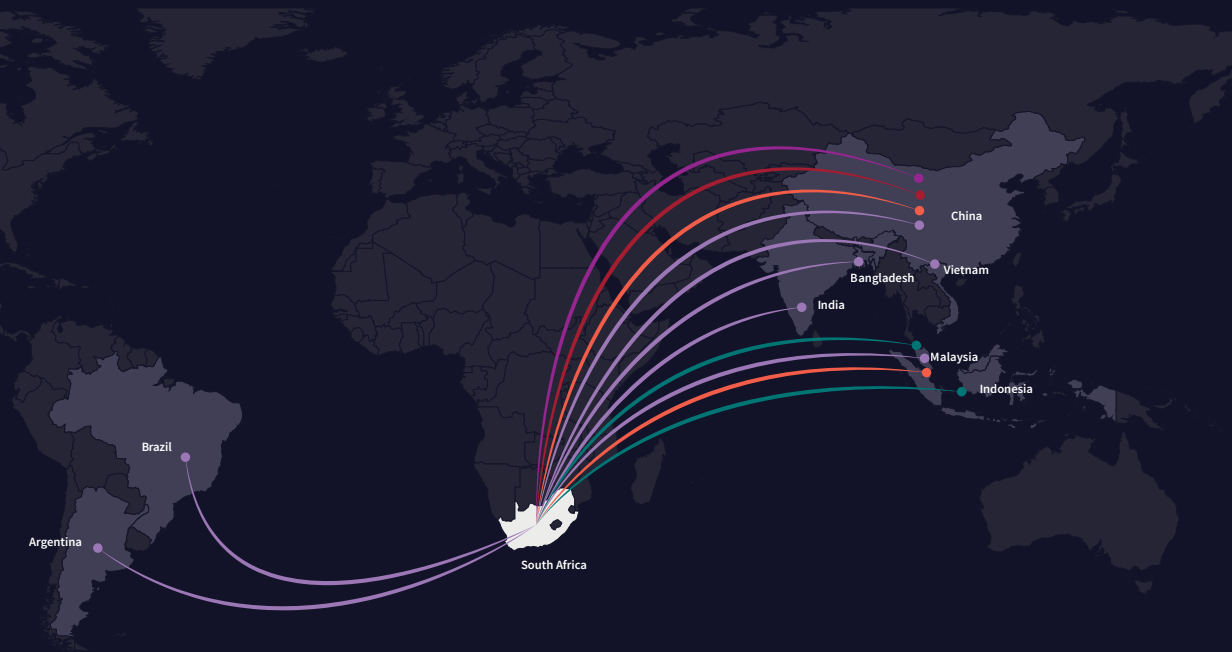 China
Vietnam
Bangladesh
India
Malaysia
Indonesia
Brazil
Argentina
South Africa